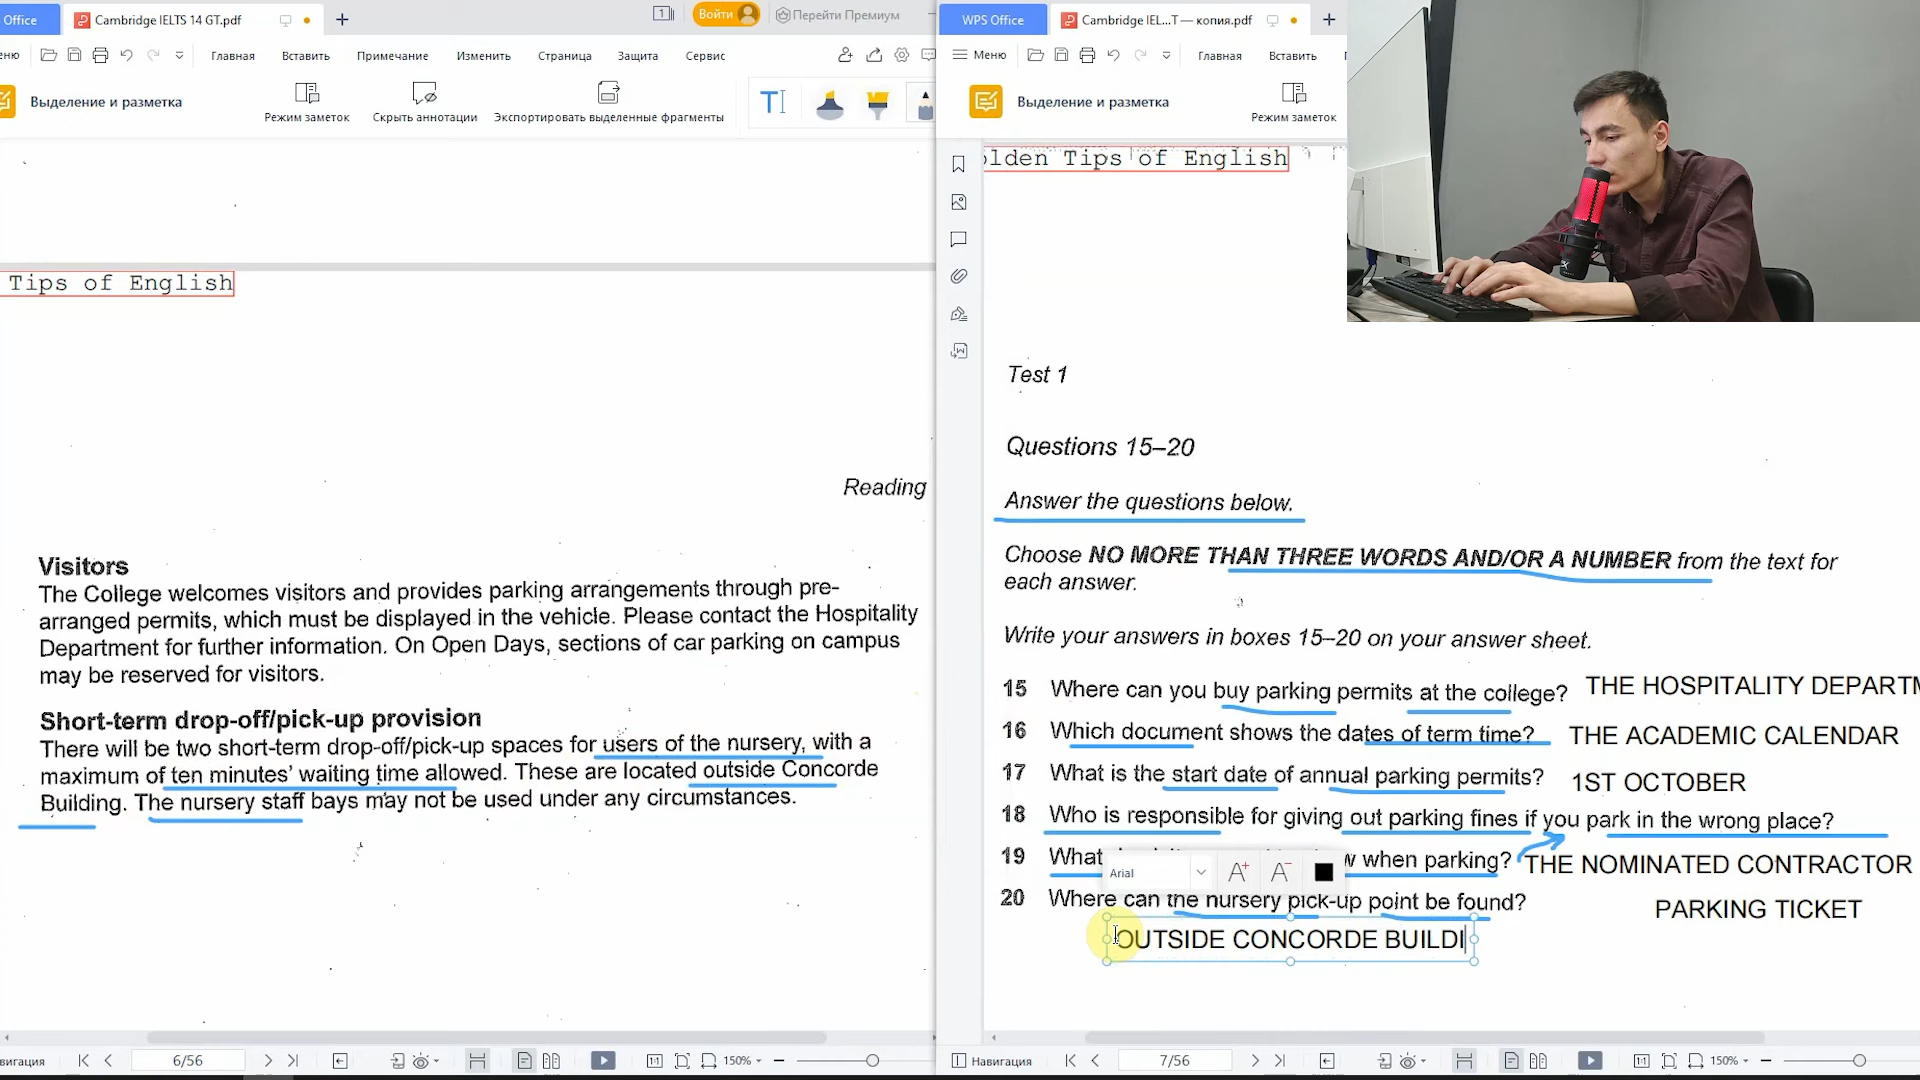 Office
Cambridge IELTS 14 GT.pdf
Войти
Перейти Премиум
Главная
Вставить
Примечание
Изменить
Страница
Защита
Сервис
Выделение и разметка
Режим заметок
Скрыть аннотации
Экспортировать выделенные фрагменты
Tips of English
Reading
Visitors
The College welcomes visitors and provides parking arrangements through pre-
arranged permits, which must be displayed in the vehicle. Please contact the Hospitality
Department for further information. On Open Days, sections of car parking on campus
may be reserved for visitors.
Short-term drop-off/pick-up provision
There will be two short-term drop-off/pick-up spaces for users of the nursery, with a
maximum of ten minutes' waiting time allowed. These are located outside Concorde
Building. The nursery staff bays may not be used under any circumstances.
6/56
150%
WPS Office
Cambridge IEL...T — копия.pdf
Меню
Главная
Вставить
Выделение и разметка
Режим заметок
olden Tips of English
Test 1
Questions 15–20
Answer the questions below.
Choose NO MORE THAN THREE WORDS AND/OR A NUMBER from the text for
each answer.
Write your answers in boxes 15–20 on your answer sheet.
15 Where can you buy parking permits at the college? THE HOSPITALITY DEPARTM
16 Which document shows the dates of term time? THE ACADEMIC CALENDAR
17 What is the start date of annual parking permits? 1ST OCTOBER
18 Who is responsible for giving out parking fines if you park in the wrong place?
19 What w when parking? THE NOMINATED CONTRACTOR
Arial
20 Where can the nursery pick-up point be found? PARKING TICKET
OUTSIDE CONCORDE BUILDI
Навигация
7/56
150%